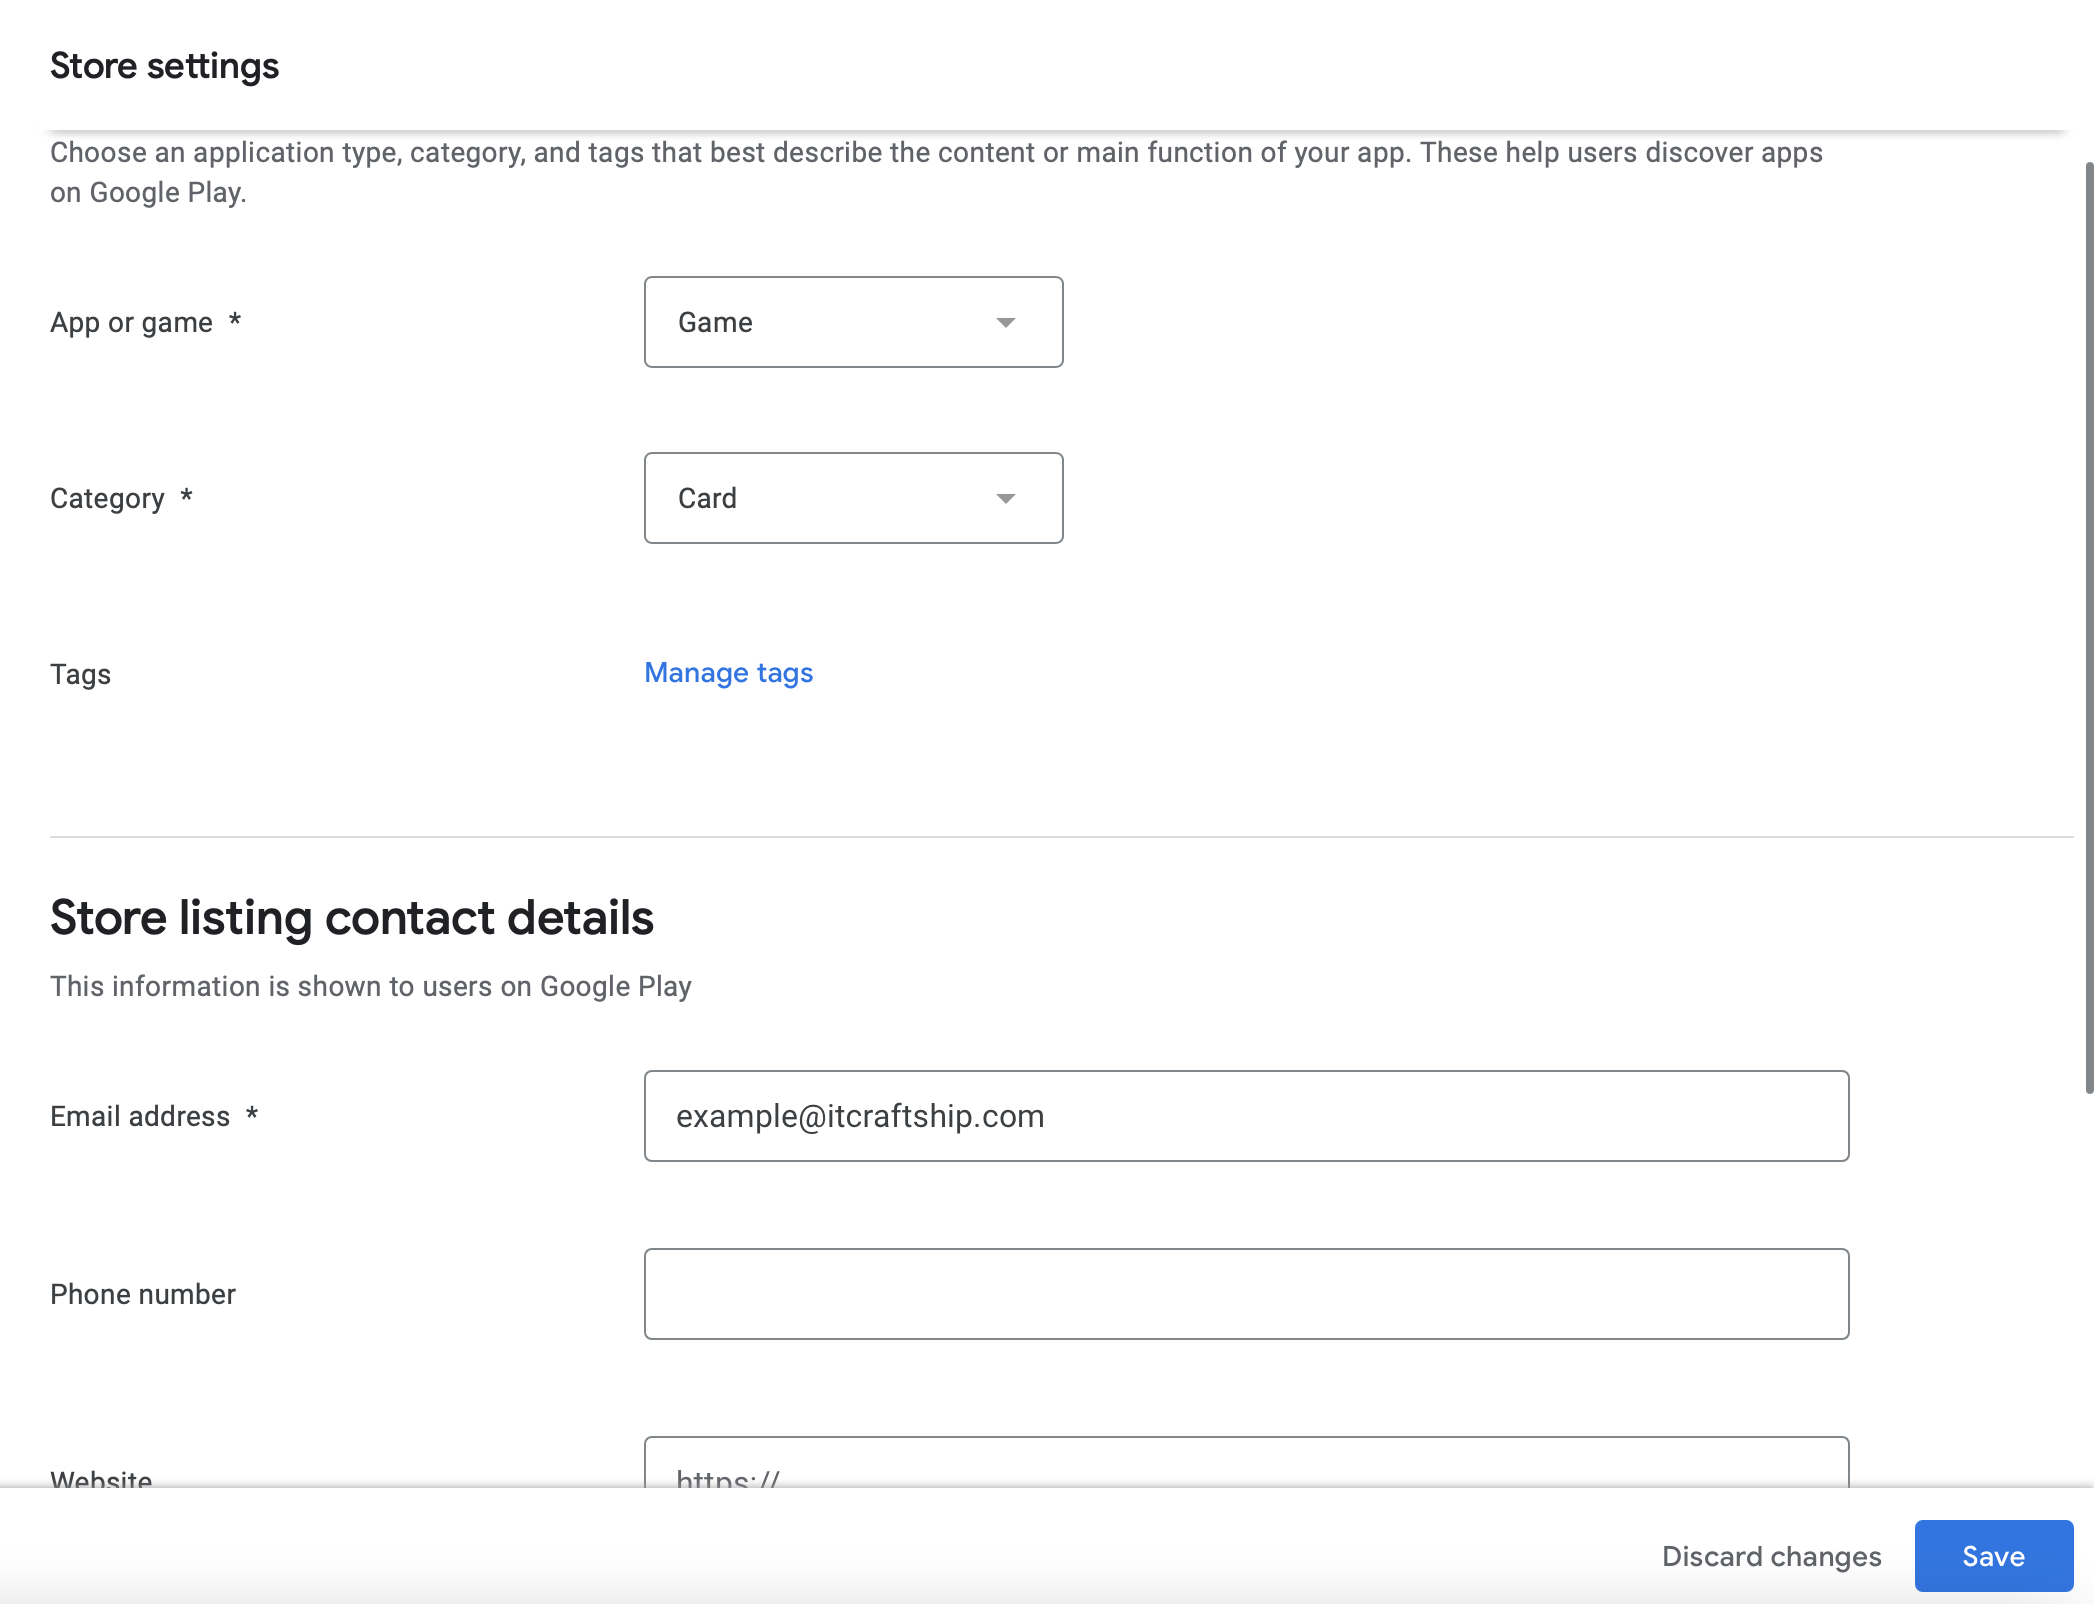 Store settings
Choose an application type, category, and tags that best describe the content or main function of your app. These help users discover apps
on Google Play.
App or game *
Game
Category *
Card
Tags
Manage tags
Store listing contact details
This information is shown to users on Google Play
Email address *
example@itcraftship.com
Phone number
Website
https://
Discard changes
Save